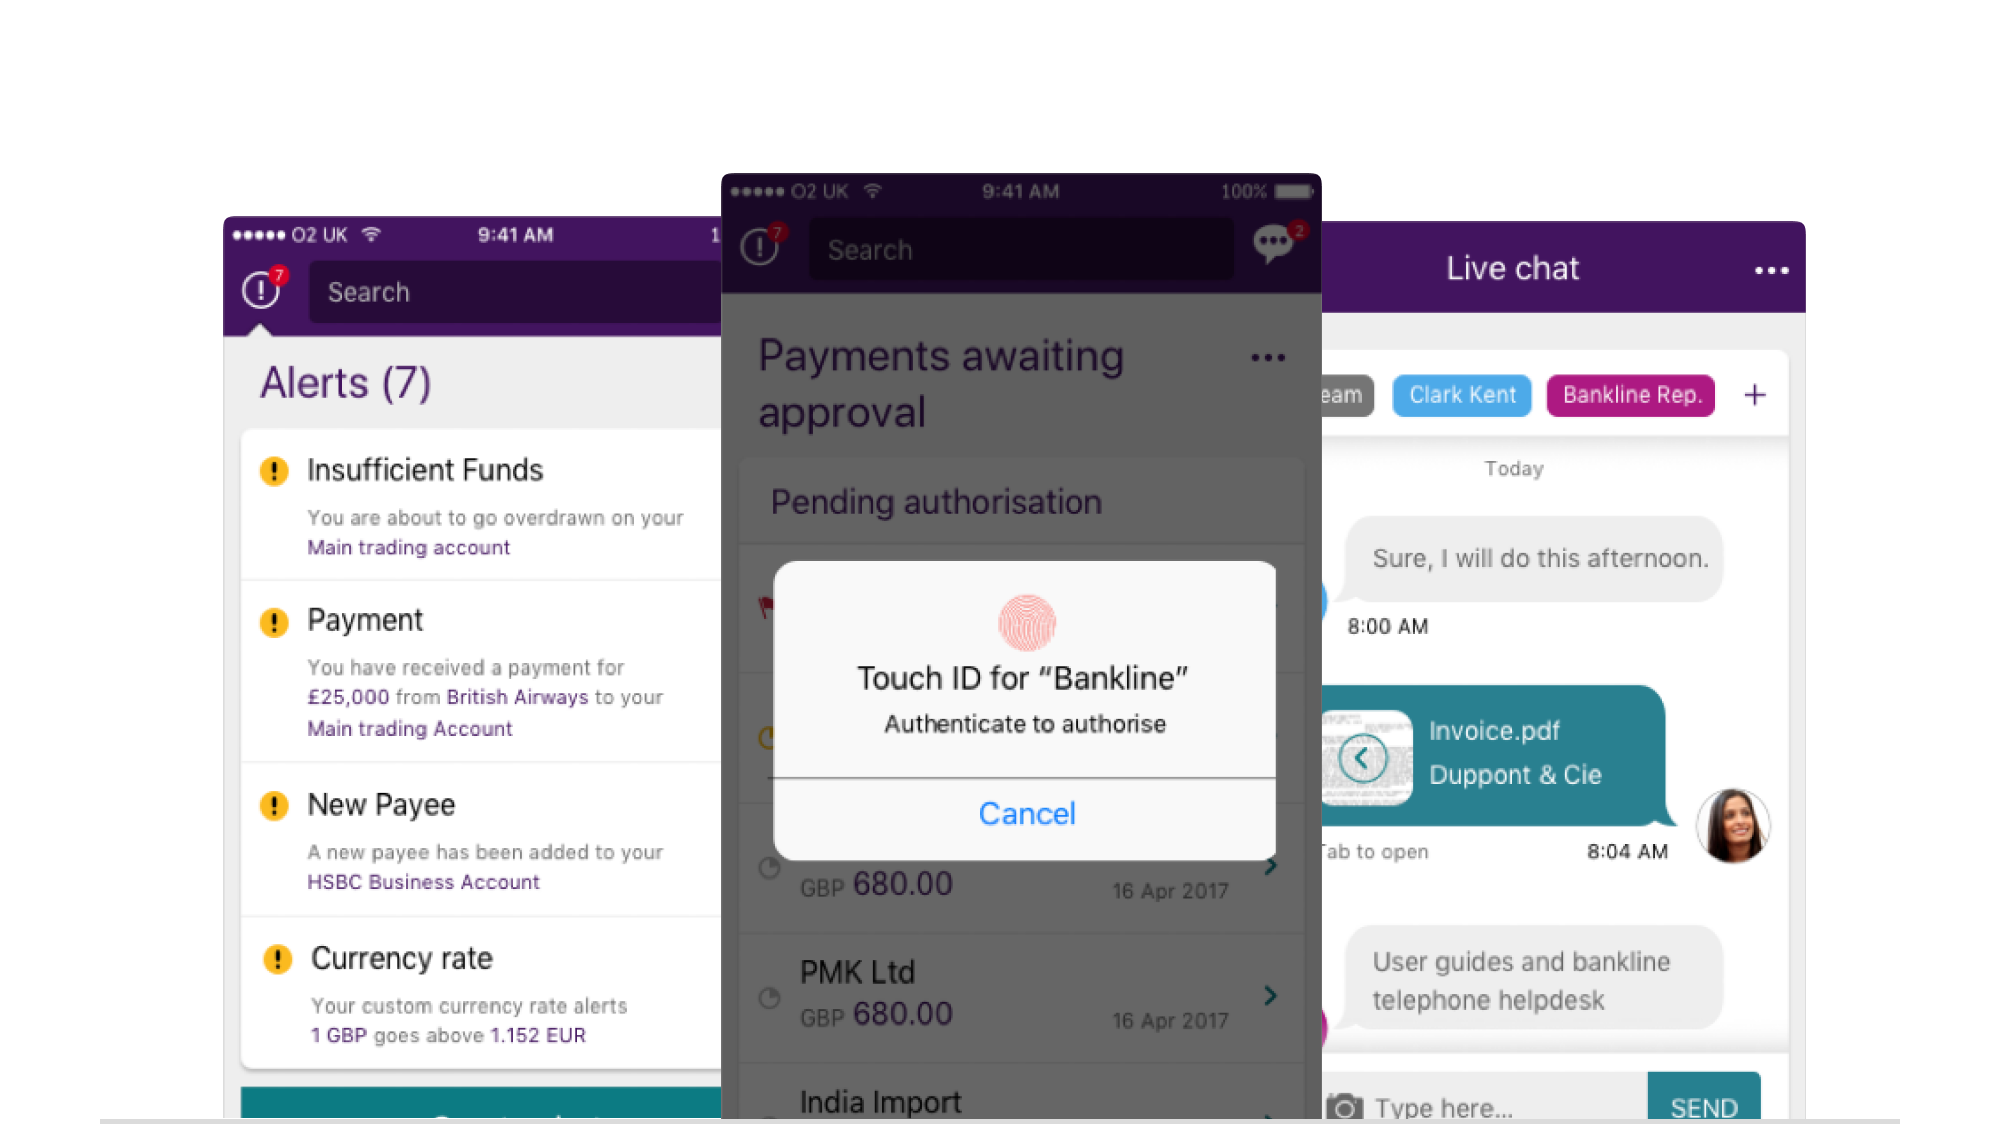 O2 UK 9:41 AM 1
7
Search
Alerts (7)
Insufficient Funds
You are about to go overdrawn on your
Main trading account
Payment
You have received a payment for
£25,000 from British Airways to your
Main trading Account
New Payee
A new payee has been added to your
HSBC Business Account
Currency rate
Your custom currency rate alerts
1 GBP goes above 1.152 EUR
O2 UK 9:41 AM 100%
7
Search
2
Payments awaiting
approval
Pending authorisation
Touch ID for “Bankline”
Authenticate to authorise
Cancel
GBP 680.00 16 Apr 2017
PMK Ltd
GBP 680.00 16 Apr 2017
India Import
Live chat
eam Clark Kent Bankline Rep. +
Today
Sure, I will do this afternoon.
8:00 AM
Invoice.pdf
Duppont & Cie
Tab to open 8:04 AM
User guides and bankline
telephone helpdesk
Type here... SEND